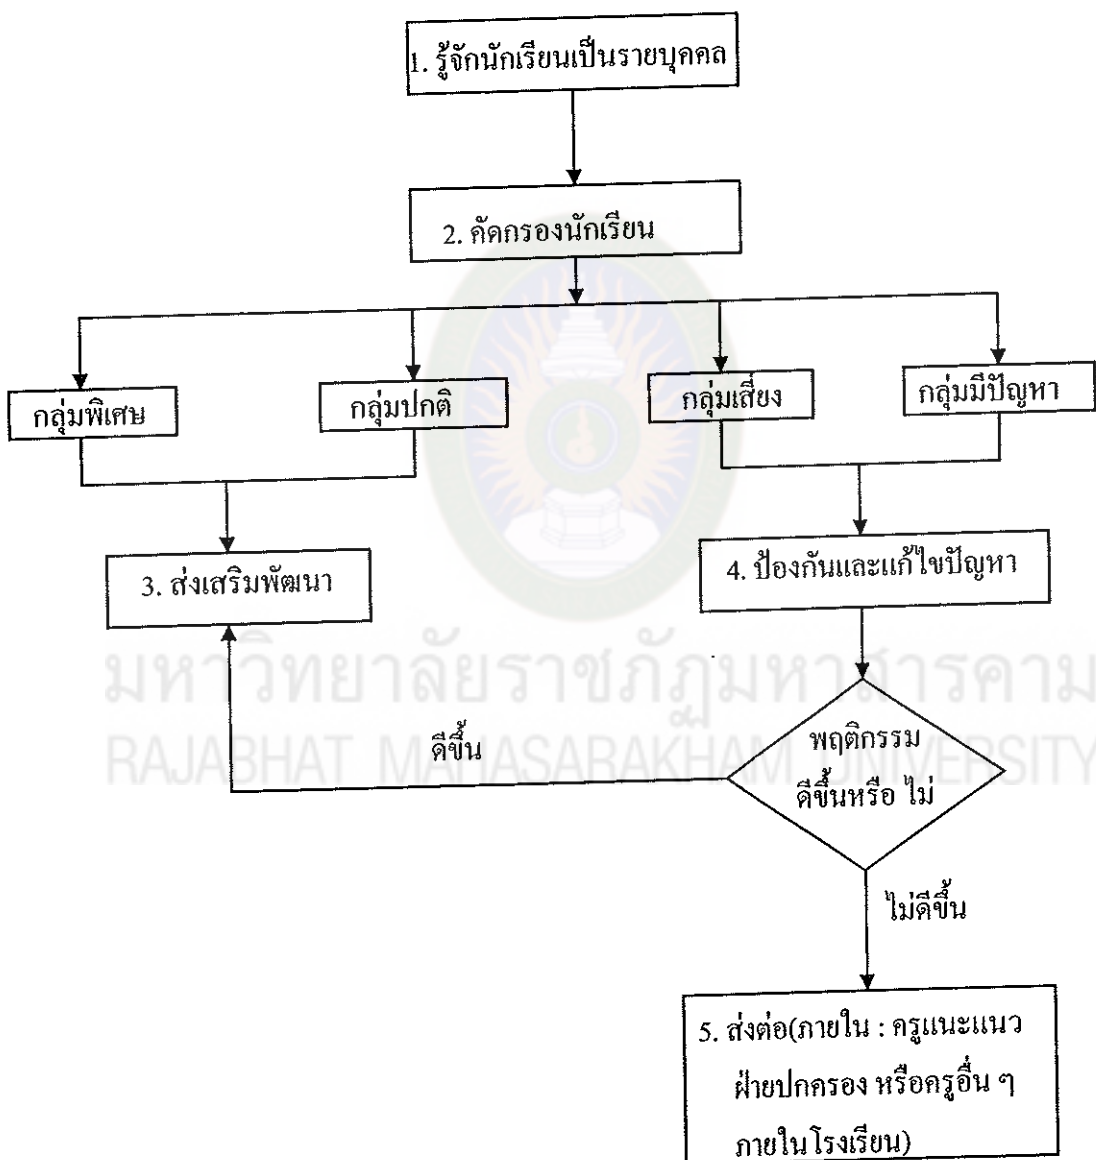 1. รู้จักนักเรียนเป็นรายบุคคล
2. คัดกรองนักเรียน
กลุ่มพิเศษ
กลุ่มปกติ
กลุ่มเสี่ยง
กลุ่มมีปัญหา
3. ส่งเสริมพัฒนา
4. ป้องกันและแก้ไขปัญหา
มหาวิทยาลัยราชภัฏมหาสารคาม
RAJABHAT MAHASARAKHAM UNIVERSITY
ดีขึ้น
พฤติกรรม
ดีขึ้นหรือ ไม่
ไม่ดีขึ้น
5. ส่งต่อ(ภายใน : ครูแนะแนว
ฝ่ายปกครอง หรือครูอื่น ๆ
ภายในโรงเรียน)